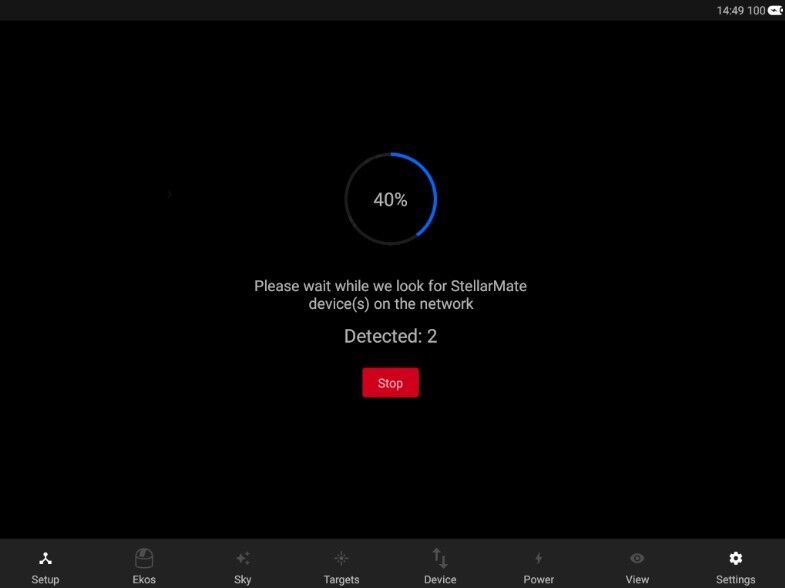 14:49 100
40%
Please wait while we look for StellarMate
device(s) on the network
Detected: 2
Stop
Setup Ekos Sky Targets Device Power View Settings